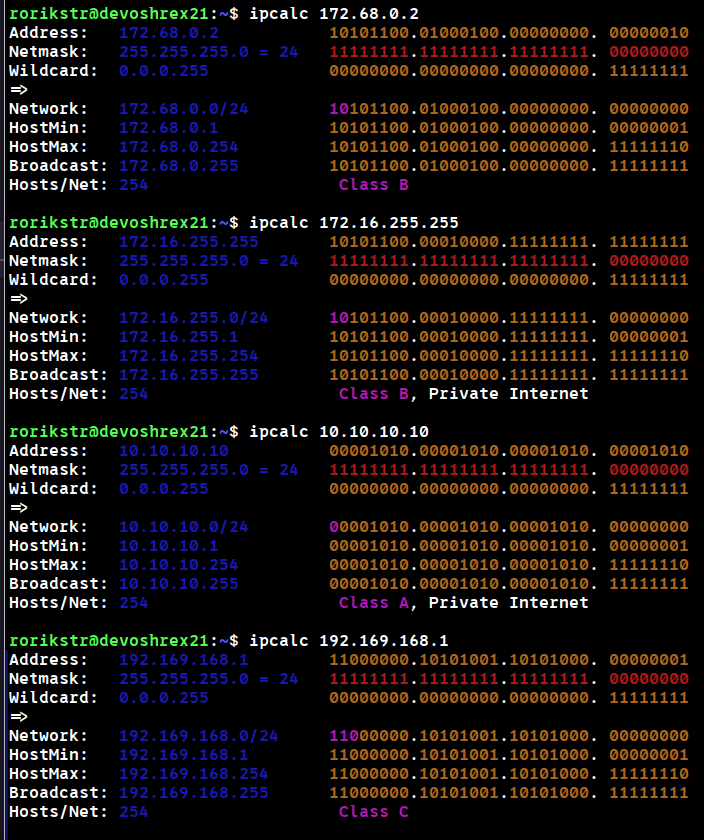 rorikstr@devoshrex21:~$ ipcalc 172.68.0.2
Address:   172.68.0.2           10101100.01000100.00000000. 00000010
Netmask:   255.255.255.0 = 24   11111111.11111111.11111111. 00000000
Wildcard:  0.0.0.255            00000000.00000000.00000000. 11111111
=>
Network:   172.68.0.0/24        10101100.01000100.00000000. 00000000
HostMin:   172.68.0.1           10101100.01000100.00000000. 00000001
HostMax:   172.68.0.254         10101100.01000100.00000000. 11111110
Broadcast: 172.68.0.255         10101100.01000100.00000000. 11111111
Hosts/Net: 254                   Class B
rorikstr@devoshrex21:~$ ipcalc 172.16.255.255
Address:   172.16.255.255       10101100.00010000.11111111. 11111111
Netmask:   255.255.255.0 = 24   11111111.11111111.11111111. 00000000
Wildcard:  0.0.0.255            00000000.00000000.00000000. 11111111
=>
Network:   172.16.255.0/24      10101100.00010000.11111111. 00000000
HostMin:   172.16.255.1         10101100.00010000.11111111. 00000001
HostMax:   172.16.255.254       10101100.00010000.11111111. 11111110
Broadcast: 172.16.255.255       10101100.00010000.11111111. 11111111
Hosts/Net: 254                   Class B, Private Internet
rorikstr@devoshrex21:~$ ipcalc 10.10.10.10
Address:   10.10.10.10          00001010.00001010.00001010. 00001010
Netmask:   255.255.255.0 = 24   11111111.11111111.11111111. 00000000
Wildcard:  0.0.0.255            00000000.00000000.00000000. 11111111
=>
Network:   10.10.10.0/24        00001010.00001010.00001010. 00000000
HostMin:   10.10.10.1           00001010.00001010.00001010. 00000001
HostMax:   10.10.10.254         00001010.00001010.00001010. 11111110
Broadcast: 10.10.10.255         00001010.00001010.00001010. 11111111
Hosts/Net: 254                   Class A, Private Internet
rorikstr@devoshrex21:~$ ipcalc 192.169.168.1
Address:   192.169.168.1        11000000.10101001.10101000. 00000001
Netmask:   255.255.255.0 = 24   11111111.11111111.11111111. 00000000
Wildcard:  0.0.0.255            00000000.00000000.00000000. 11111111
=>
Network:   192.169.168.0/24     11000000.10101001.10101000. 00000000
HostMin:   192.169.168.1        11000000.10101001.10101000. 00000001
HostMax:   192.169.168.254      11000000.10101001.10101000. 11111110
Broadcast: 192.169.168.255      11000000.10101001.10101000. 11111111
Hosts/Net: 254                   Class C